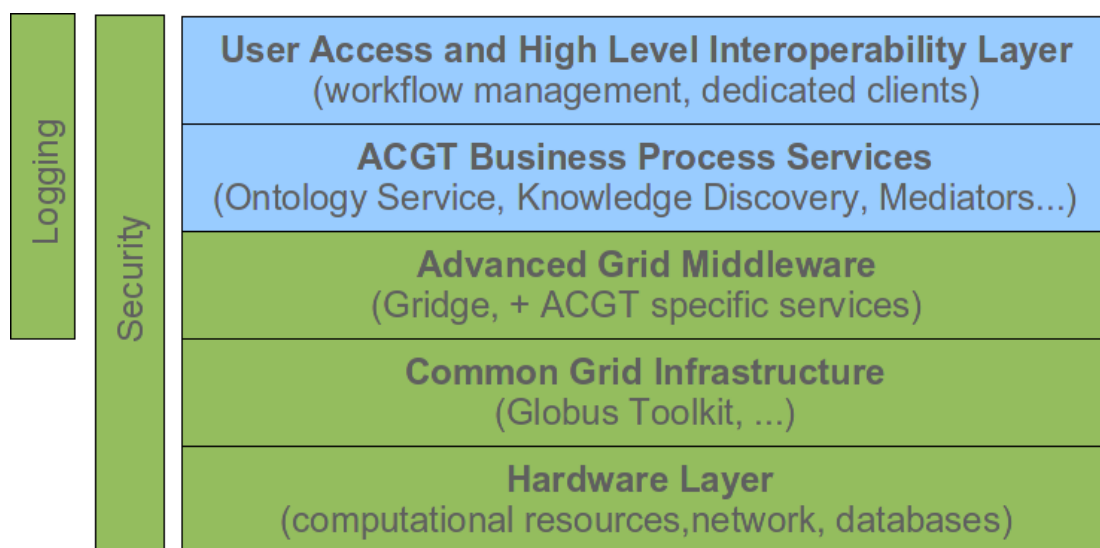 Logging
Security
User Access and High Level Interoperability Layer
(workflow management, dedicated clients)
ACGT Business Process Services
(Ontology Service, Knowledge Discovery, Mediators...)
Advanced Grid Middleware
(Gridge, + ACGT specific services)
Common Grid Infrastructure
(Globus Toolkit, ...)
Hardware Layer
(computational resources,network, databases)